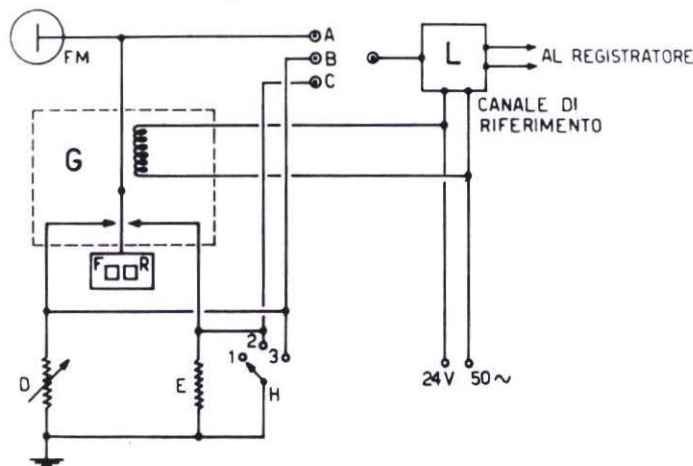 FM
A
B
C
L
AL REGISTRATORE
CANALE DI
RIFERIMENTO
G
F R
D
E
1
2
3
H
24V
50~